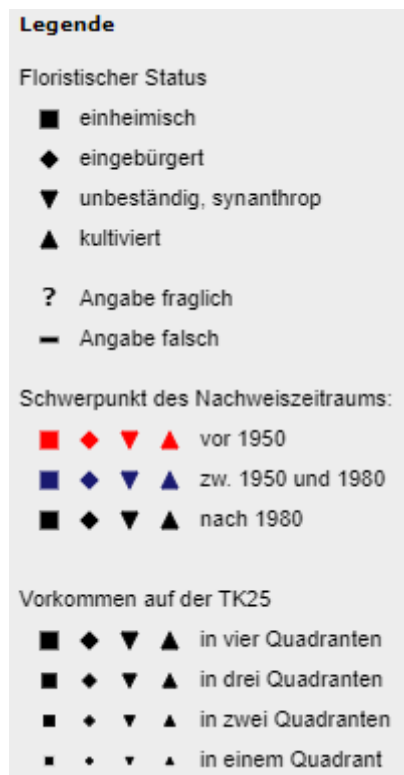 Legende
Floristischer Status
einheimisch
eingebürgert
unbeständig, synanthrop
kultiviert
? Angabe fraglich
– Angabe falsch
Schwerpunkt des Nachweiszeitraums:
vor 1950
zw. 1950 und 1980
nach 1980
Vorkommen auf der TK25
in vier Quadranten
in drei Quadranten
in zwei Quadranten
in einem Quadrant